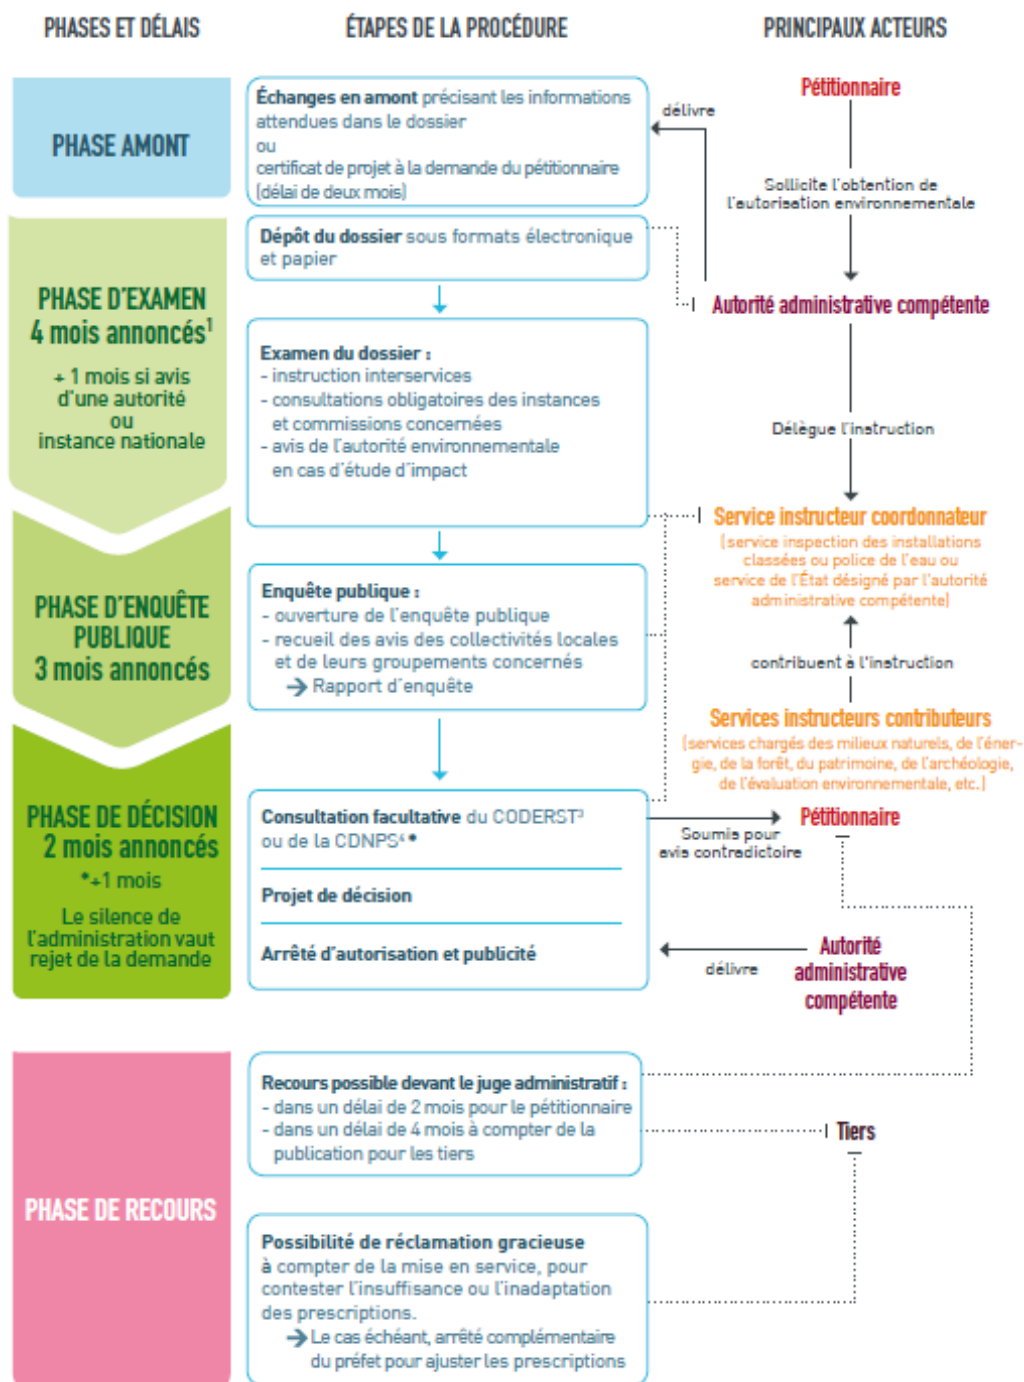 PHASES ET DÉLAIS
ÉTAPES DE LA PROCÉDURE
PRINCIPAUX ACTEURS
PHASE AMONT
Échanges en amont précisant les informations
attendues dans le dossier
ou
certificat de projet à la demande du pétitionnaire
(délai de deux mois)
délivre
Pétitionnaire
Sollicite l'obtention de
l'autorisation environnementale
PHASE D'EXAMEN
4 mois annoncés¹
+ 1 mois si avis
d'une autorité
ou
instance nationale
Dépôt du dossier sous formats électronique
et papier
Autorité administrative compétente
Examen du dossier :
- instruction interservices
- consultations obligatoires des instances
et commissions concernées
- avis de l'autorité environnementale
en cas d'étude d'impact
Délègue l'instruction
Service instructeur coordonnateur
(service inspection des installations
classées ou police de l'eau ou
service de l'État désigné par l'autorité
administrative compétente)
PHASE D'ENQUÊTE
PUBLIQUE
3 mois annoncés
Enquête publique :
- ouverture de l'enquête publique
- recueil des avis des collectivités locales
et de leurs groupements concernés
→ Rapport d'enquête
contribuent à l'instruction
Services instructeurs contributeurs
(services chargés des milieux naturels, de l'éner-
gie, de la forêt, du patrimoine, de l'archéologie,
de l'évaluation environnementale, etc.)
PHASE DE DÉCISION
2 mois annoncés
*+1 mois
Le silence de
l'administration vaut
rejet de la demande
Consultation facultative du CODERST³
ou de la CDNPS⁴ *
Projet de décision
Arrêté d'autorisation et publicité
Soumis pour
avis contradictoire
Pétitionnaire
délivre
Autorité
administrative
compétente
PHASE DE RECOURS
Recours possible devant le juge administratif :
- dans un délai de 2 mois pour le pétitionnaire
- dans un délai de 4 mois à compter de la
publication pour les tiers
Tiers
Possibilité de réclamation gracieuse
à compter de la mise en service, pour
contester l'insuffisance ou l'inadaptation
des prescriptions.
→ Le cas échéant, arrêté complémentaire
du préfet pour ajuster les prescriptions